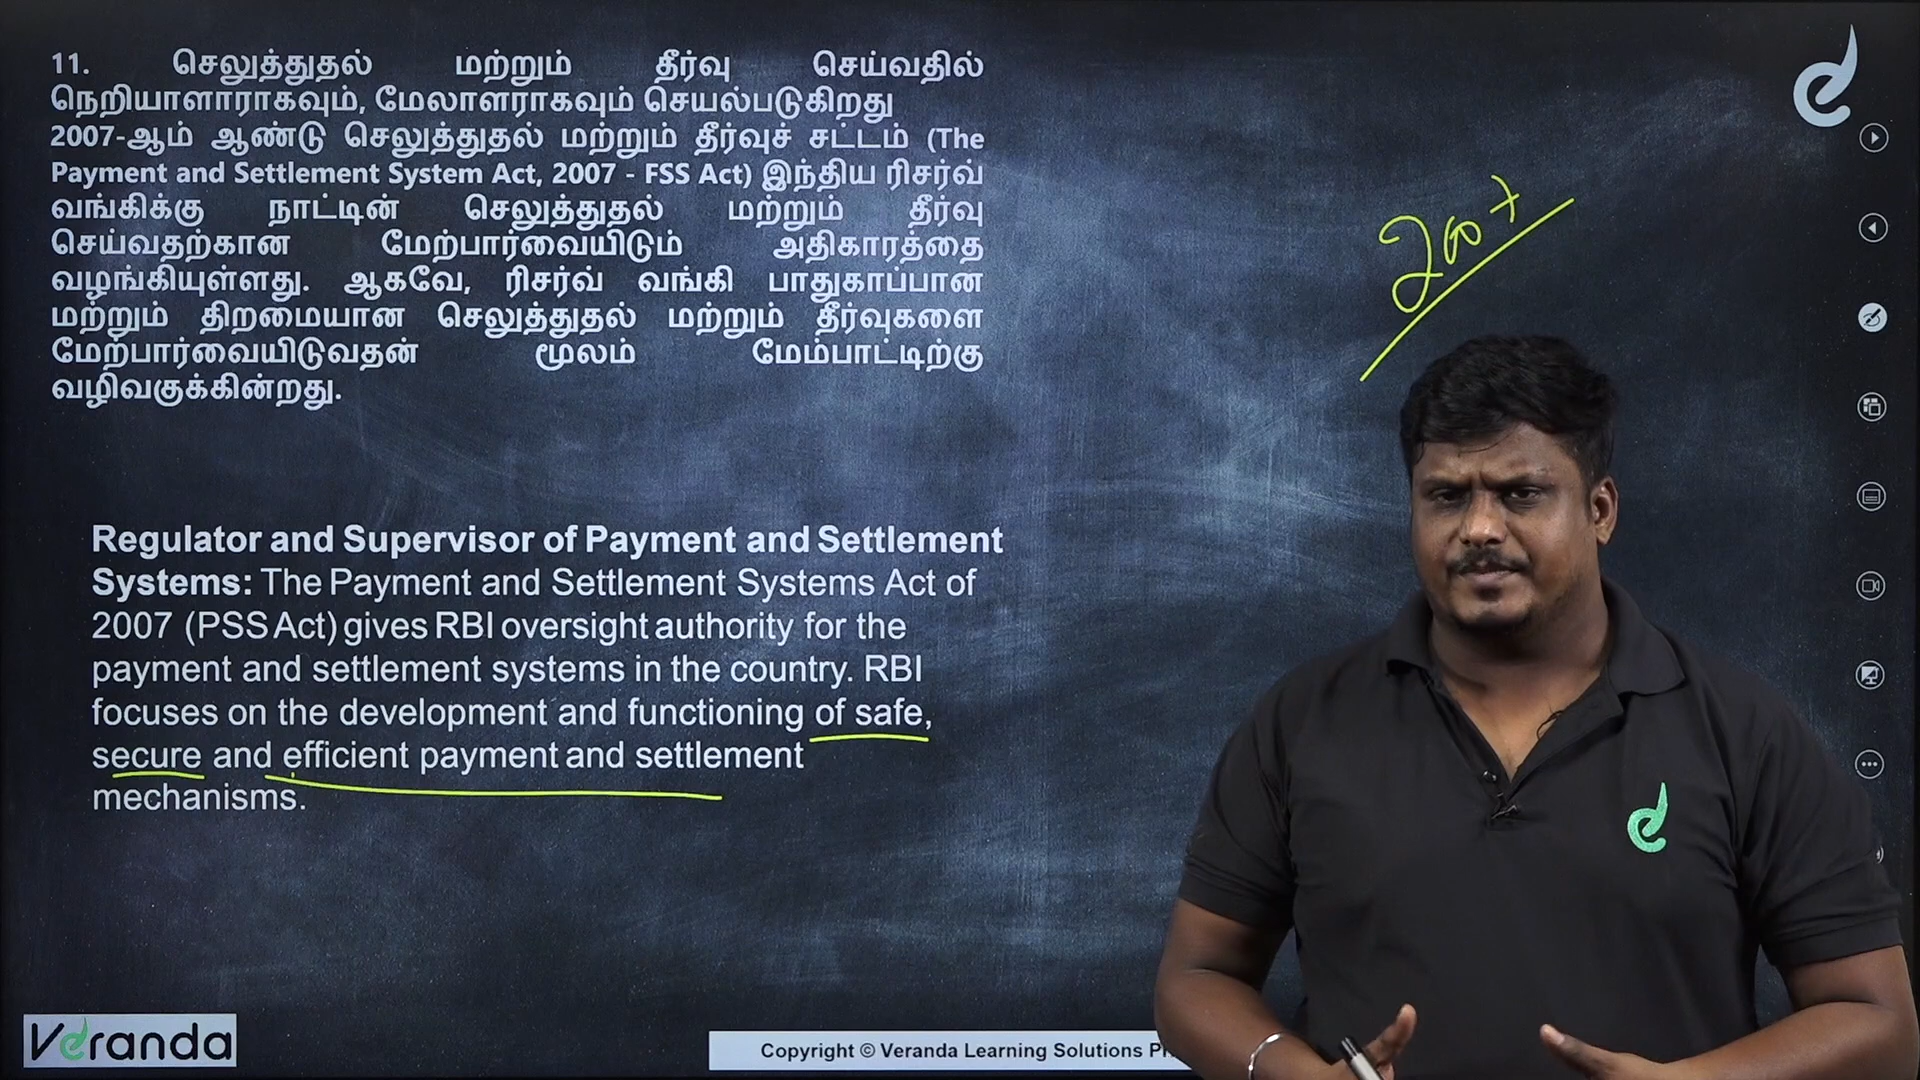 11. செலுத்துதல் மற்றும் தீர்வு செய்வதில்
நெறியாளாராகவும், மேலாளராகவும் செயல்படுகிறது
2007-ஆம் ஆண்டு செலுத்துதல் மற்றும் தீர்வுச் சட்டம் (The
Payment and Settlement System Act, 2007 - FSS Act) இந்திய ரிசர்வ்
வங்கிக்கு நாட்டின் செலுத்துதல் மற்றும் தீர்வு
செய்வதற்கான மேற்பார்வையிடும் அதிகாரத்தை
வழங்கியுள்ளது. ஆகவே, ரிசர்வ் வங்கி பாதுகாப்பான
மற்றும் திறமையான செலுத்துதல் மற்றும் தீர்வுகளை
மேற்பார்வையிடுவதன் மூலம் மேம்பாட்டிற்கு
வழிவகுக்கின்றது.
Regulator and Supervisor of Payment and Settlement
Systems: The Payment and Settlement Systems Act of
2007 (PSS Act) gives RBI oversight authority for the
payment and settlement systems in the country. RBI
focuses on the development and functioning of safe,
secure and efficient payment and settlement
mechanisms.
2007
Veranda
Copyright © Veranda Learning Solutions